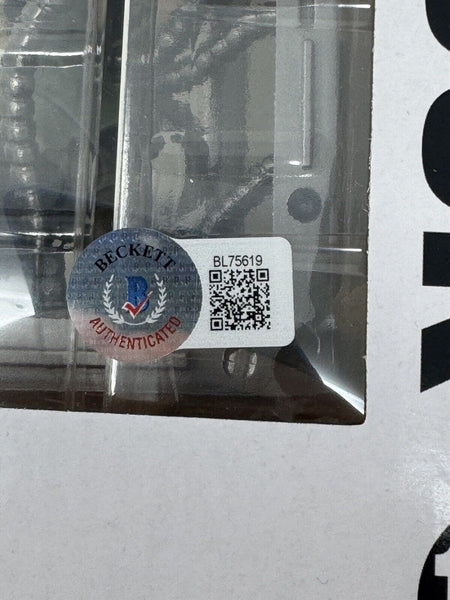 BECKETT
B
AUTHENTICATED
BL75619